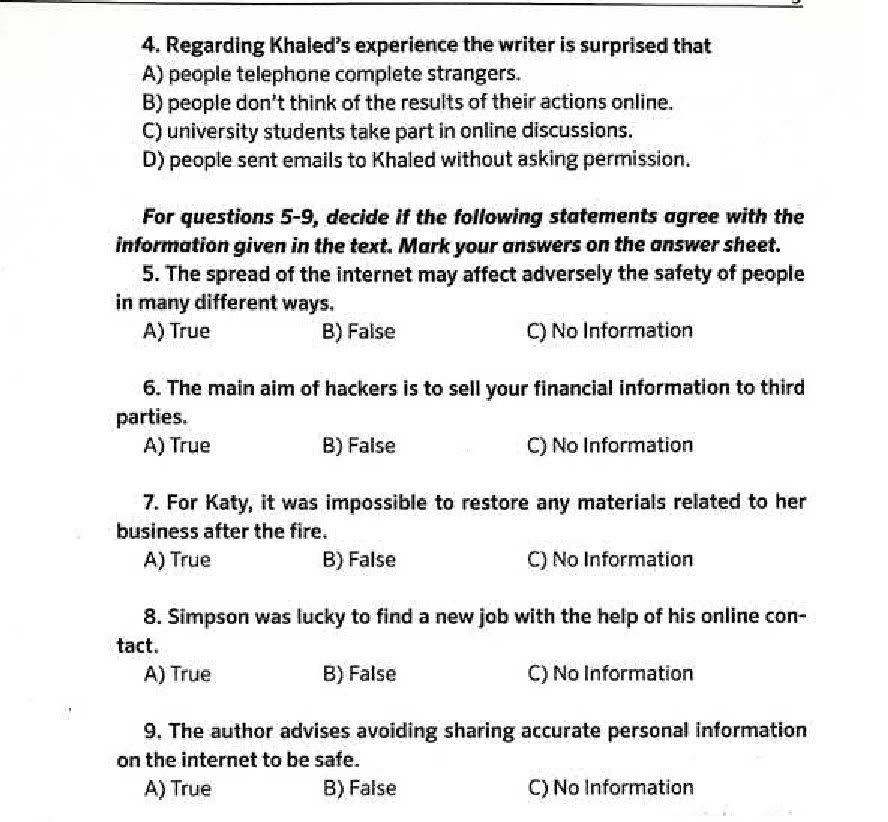 4. Regarding Khaled's experience the writer is surprised that
A) people telephone complete strangers.
B) people don't think of the results of their actions online.
C) university students take part in online discussions.
D) people sent emails to Khaled without asking permission.
For questions 5-9, decide if the following statements agree with the
information given in the text. Mark your answers on the answer sheet.
5. The spread of the internet may affect adversely the safety of people
in many different ways.
A) True B) False C) No Information
6. The main aim of hackers is to sell your financial information to third
parties.
A) True B) False C) No Information
7. For Katy, it was impossible to restore any materials related to her
business after the fire.
A) True B) False C) No Information
8. Simpson was lucky to find a new job with the help of his online con-
tact.
A) True B) False C) No Information
9. The author advises avoiding sharing accurate personal information
on the internet to be safe.
A) True B) False C) No Information